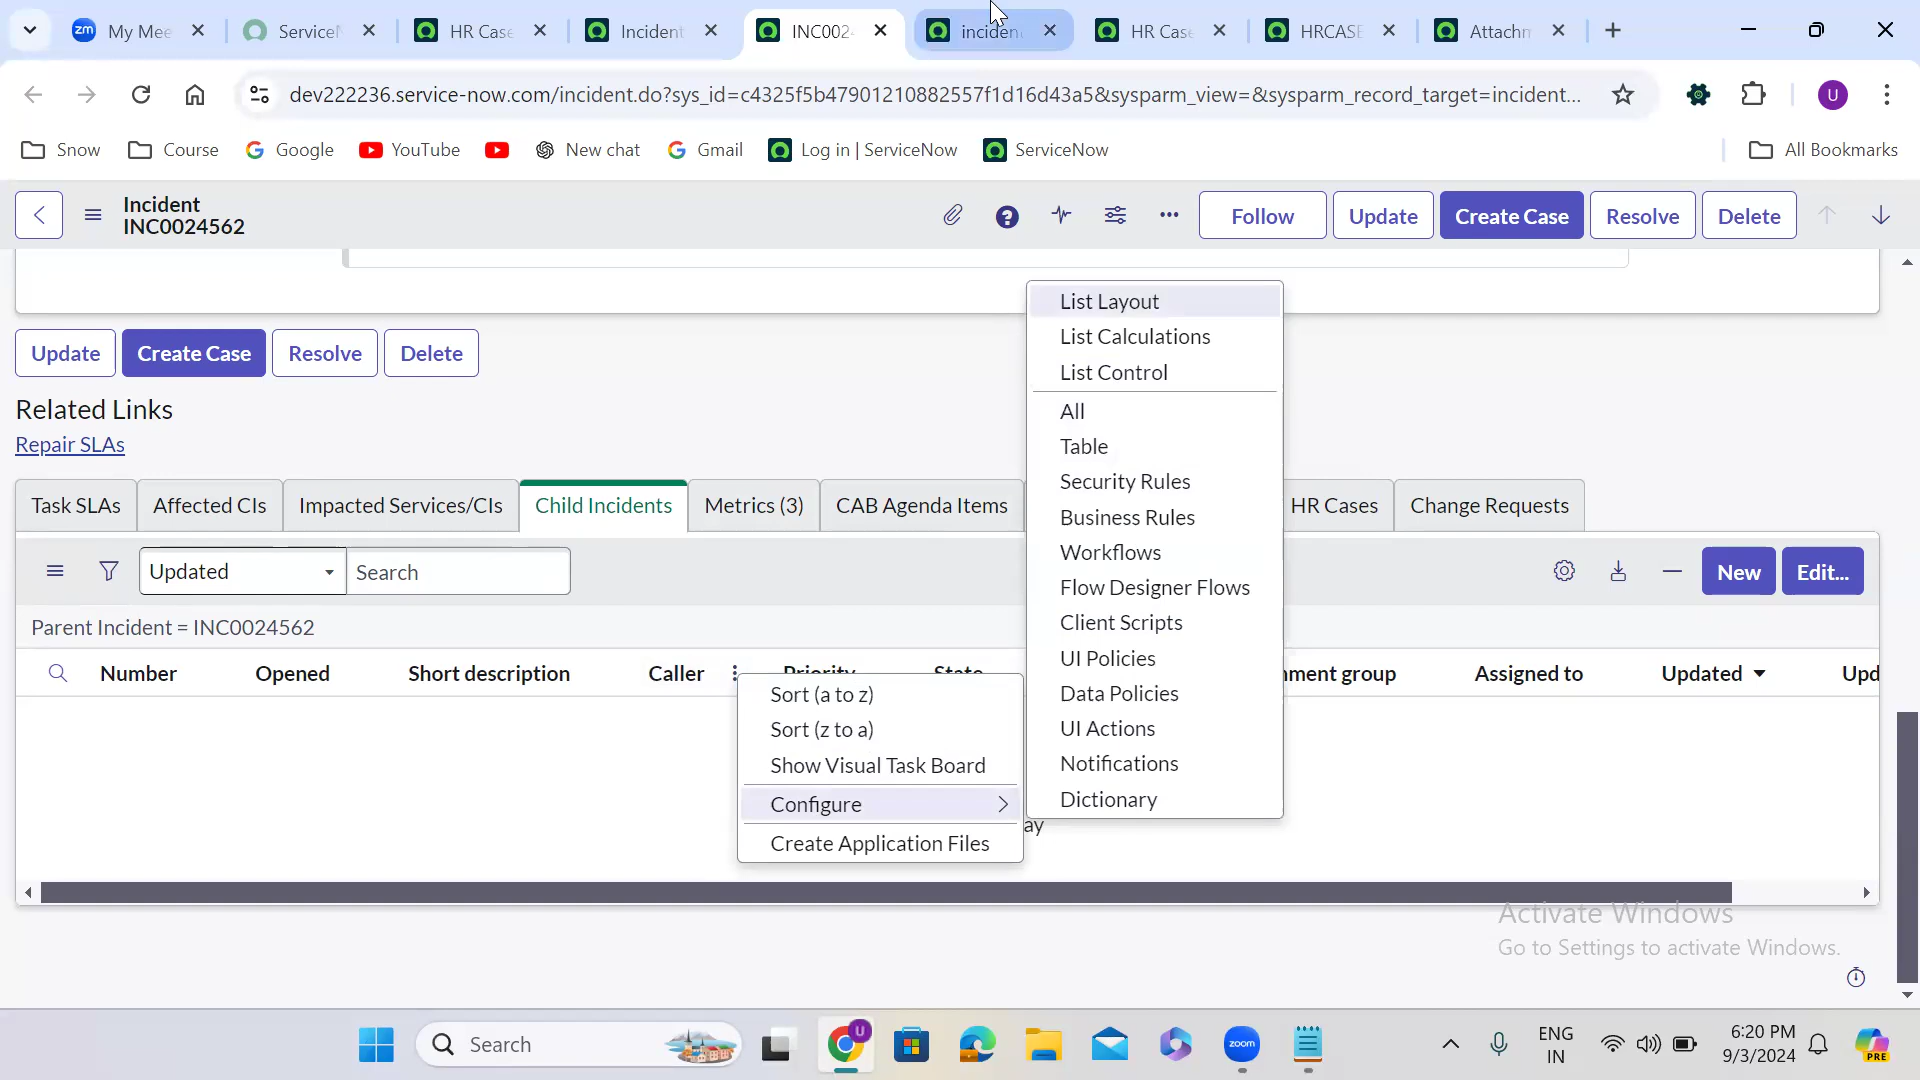 My Mee
Service
HR Case
Incident
INC002
inciden
HR Case
HRCASE
Attachm
dev222236.service-now.com/incident.do?sys_id=c4325f5b47901210882557f1d16d43a5&sysparm_view=&sysparm_record_target=incident...
U
Snow
Course
Google
YouTube
New chat
Gmail
Log in | ServiceNow
ServiceNow
All Bookmarks
Incident
INC0024562
Follow
Update
Create Case
Resolve
Delete
Update
Create Case
Resolve
Delete
Related Links
Repair SLAs
Task SLAs
Affected CIs
Impacted Services/CIs
Child Incidents
Metrics (3)
CAB Agenda Items
HR Cases
Change Requests
Updated
Search
New
Edit...
Parent Incident = INC0024562
Number
Opened
Short description
Caller
Priority
State
nment group
Assigned to
Updated
Upd
Sort (a to z)
Sort (z to a)
Show Visual Task Board
Configure
Create Application Files
List Layout
List Calculations
List Control
All
Table
Security Rules
Business Rules
Workflows
Flow Designer Flows
Client Scripts
UI Policies
Data Policies
UI Actions
Notifications
Dictionary
ay
Activate Windows
Go to Settings to activate Windows.
Search
U
zoom
ENG
IN
6:20 PM
9/3/2024
PRE